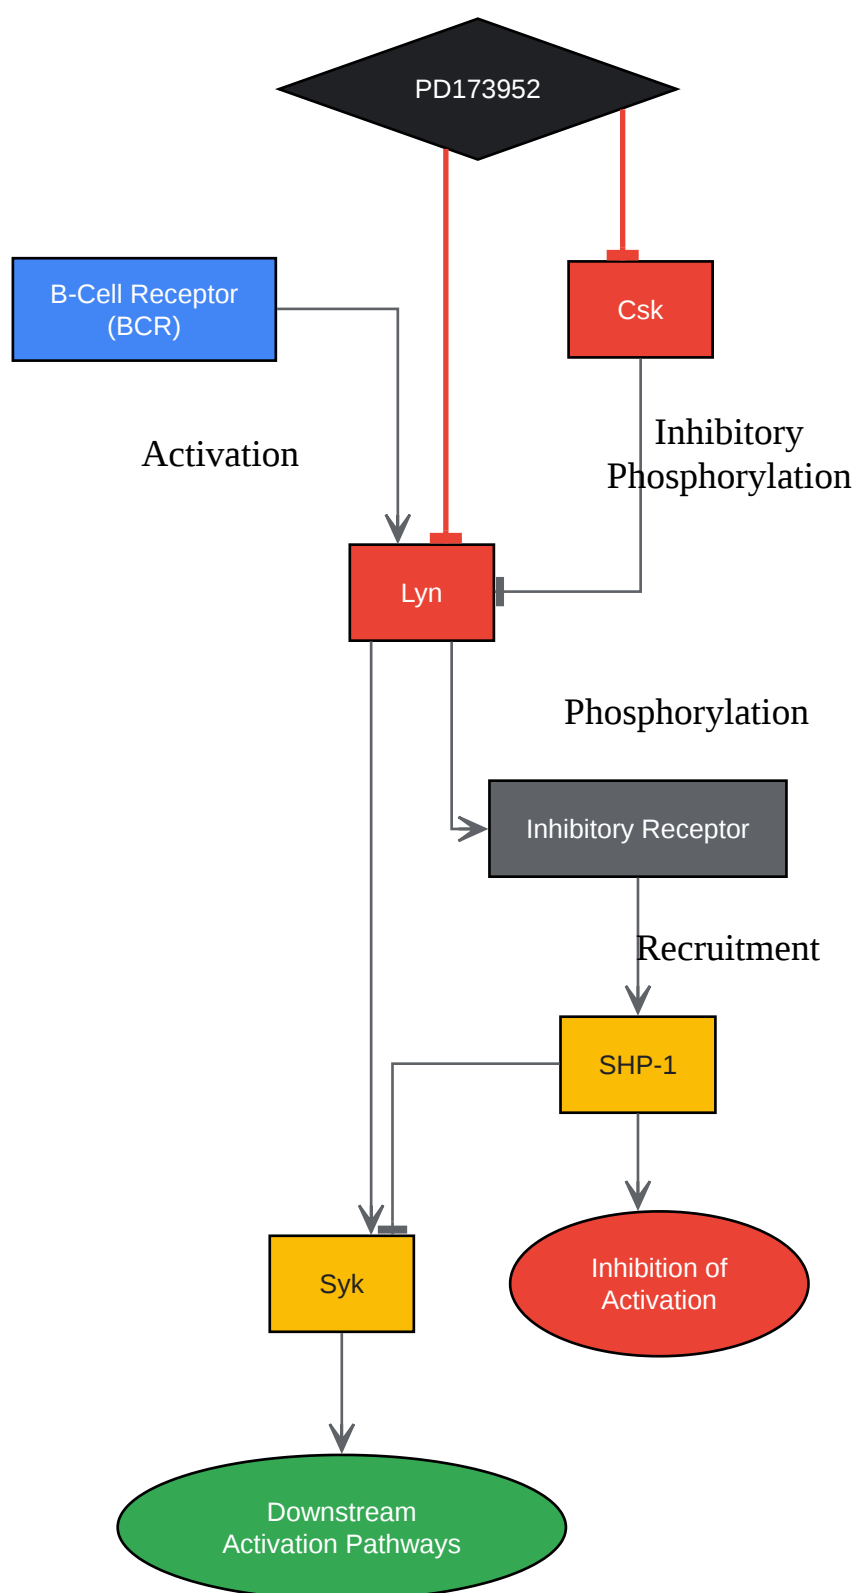 PD173952
B-Cell Receptor
(BCR)
Csk
Activation
Inhibitory
Phosphorylation
Lyn
Phosphorylation
Inhibitory Receptor
Recruitment
SHP-1
Syk
Inhibition of
Activation
Downstream
Activation Pathways